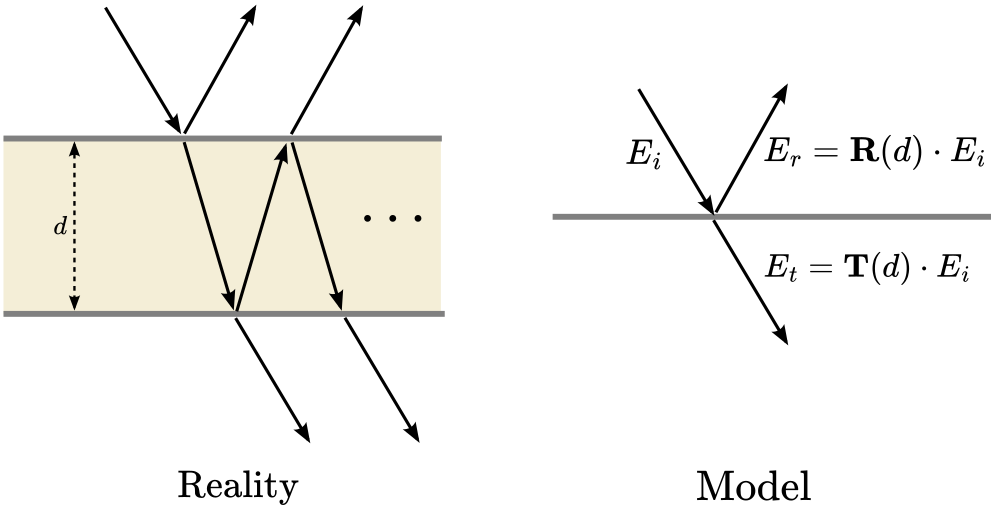 d
. . .
Reality
E_i
E_r = R(d) · E_i
E_t = T(d) · E_i
Model